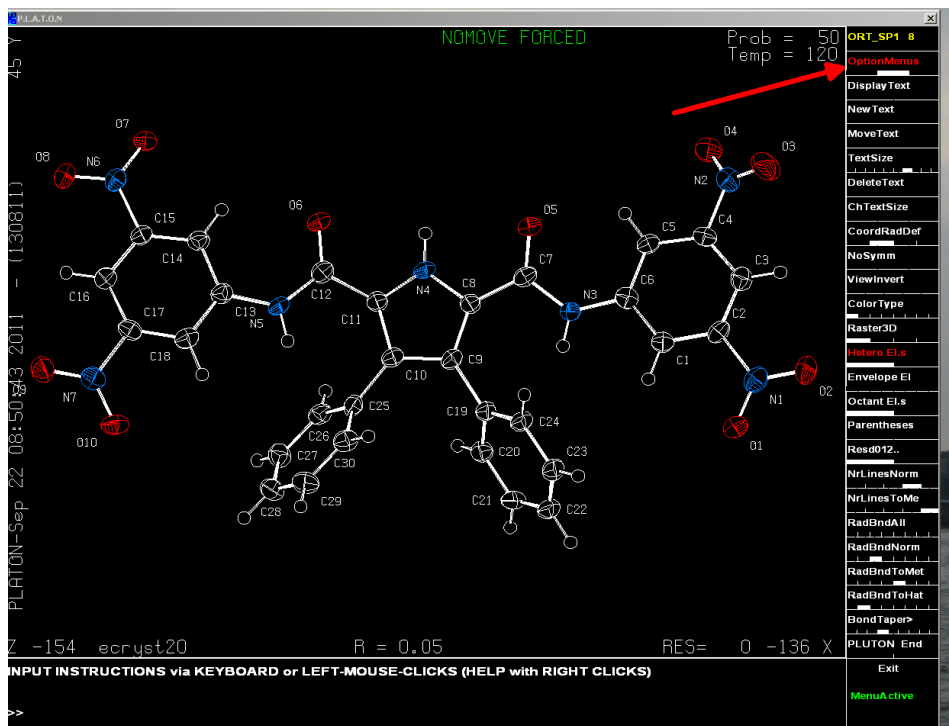 P.L.A.T.O.N
NOMOVE FORCED
Prob = 50
Temp = 120
45 Y
PLATON-Sep 22 08:50:43 2011 - (130811)
O7
O8
N6
C15
C14
C16
C17
C18
C13
N5
O9
N7
O10
O6
C12
C11
N4
C8
C7
O5
N3
C10
C9
C6
C5
C4
C3
C2
C1
N2
O4
O3
N1
O2
O1
C25
C26
C27
C30
C29
C28
C19
C24
C20
C23
C21
C22
Z -154 ecryst20
R = 0.05
RES= 0 -136 X
INPUT INSTRUCTIONS via KEYBOARD or LEFT-MOUSE-CLICKS (HELP with RIGHT CLICKS)
>>
ORT_SP1 8
OptionMenus
DisplayText
NewText
MoveText
TextSize
DeleteText
ChTextSize
CoordRadDef
NoSymm
ViewInvert
ColorType
Raster3D
Hetero El.s
Envelope El
Octant El.s
Parentheses
Resd012..
NrLinesNorm
NrLinesToMe
RadBndAll
RadBndNorm
RadBndToMet
RadBndToHat
BondTaper>
PLUTON End
Exit
MenuActive